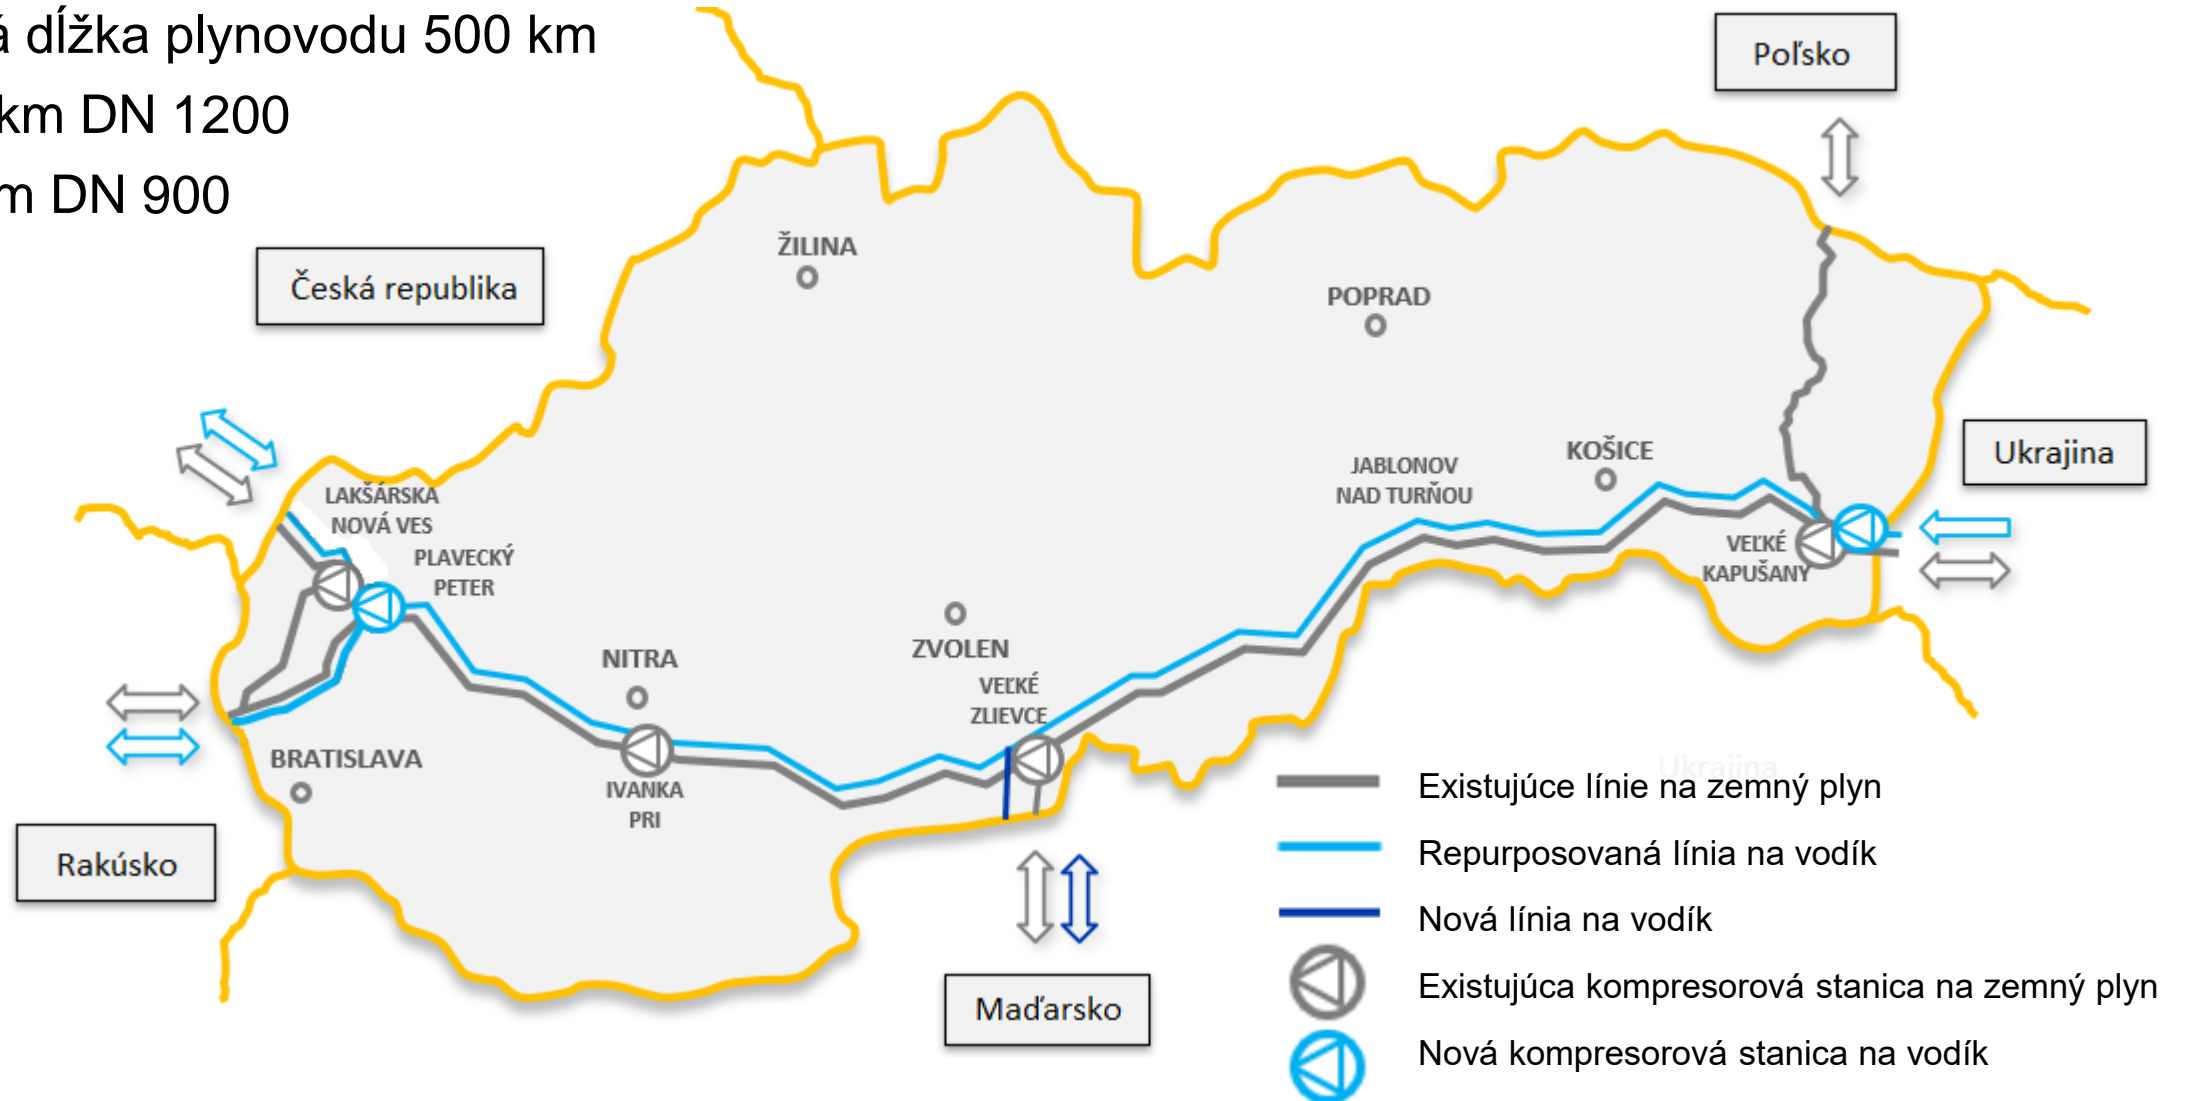 á dĺžka plynovodu 500 km
km DN 1200
m DN 900
Poľsko
Česká republika
ŽILINA
POPRAD
Ukrajina
KOŠICE
JABLONOV
NAD TURŇOU
LAKŠÁRSKA
NOVÁ VES
PLAVECKÝ
PETER
VEĽKÉ
KAPUŠANY
NITRA
ZVOLEN
VEĽKÉ
ZLIEVCE
BRATISLAVA
IVANKA
PRI
Rakúsko
Maďarsko
Ukrajina
Existujúce línie na zemný plyn
Repurposovaná línia na vodík
Nová línia na vodík
Existujúca kompresorová stanica na zemný plyn
Nová kompresorová stanica na vodík